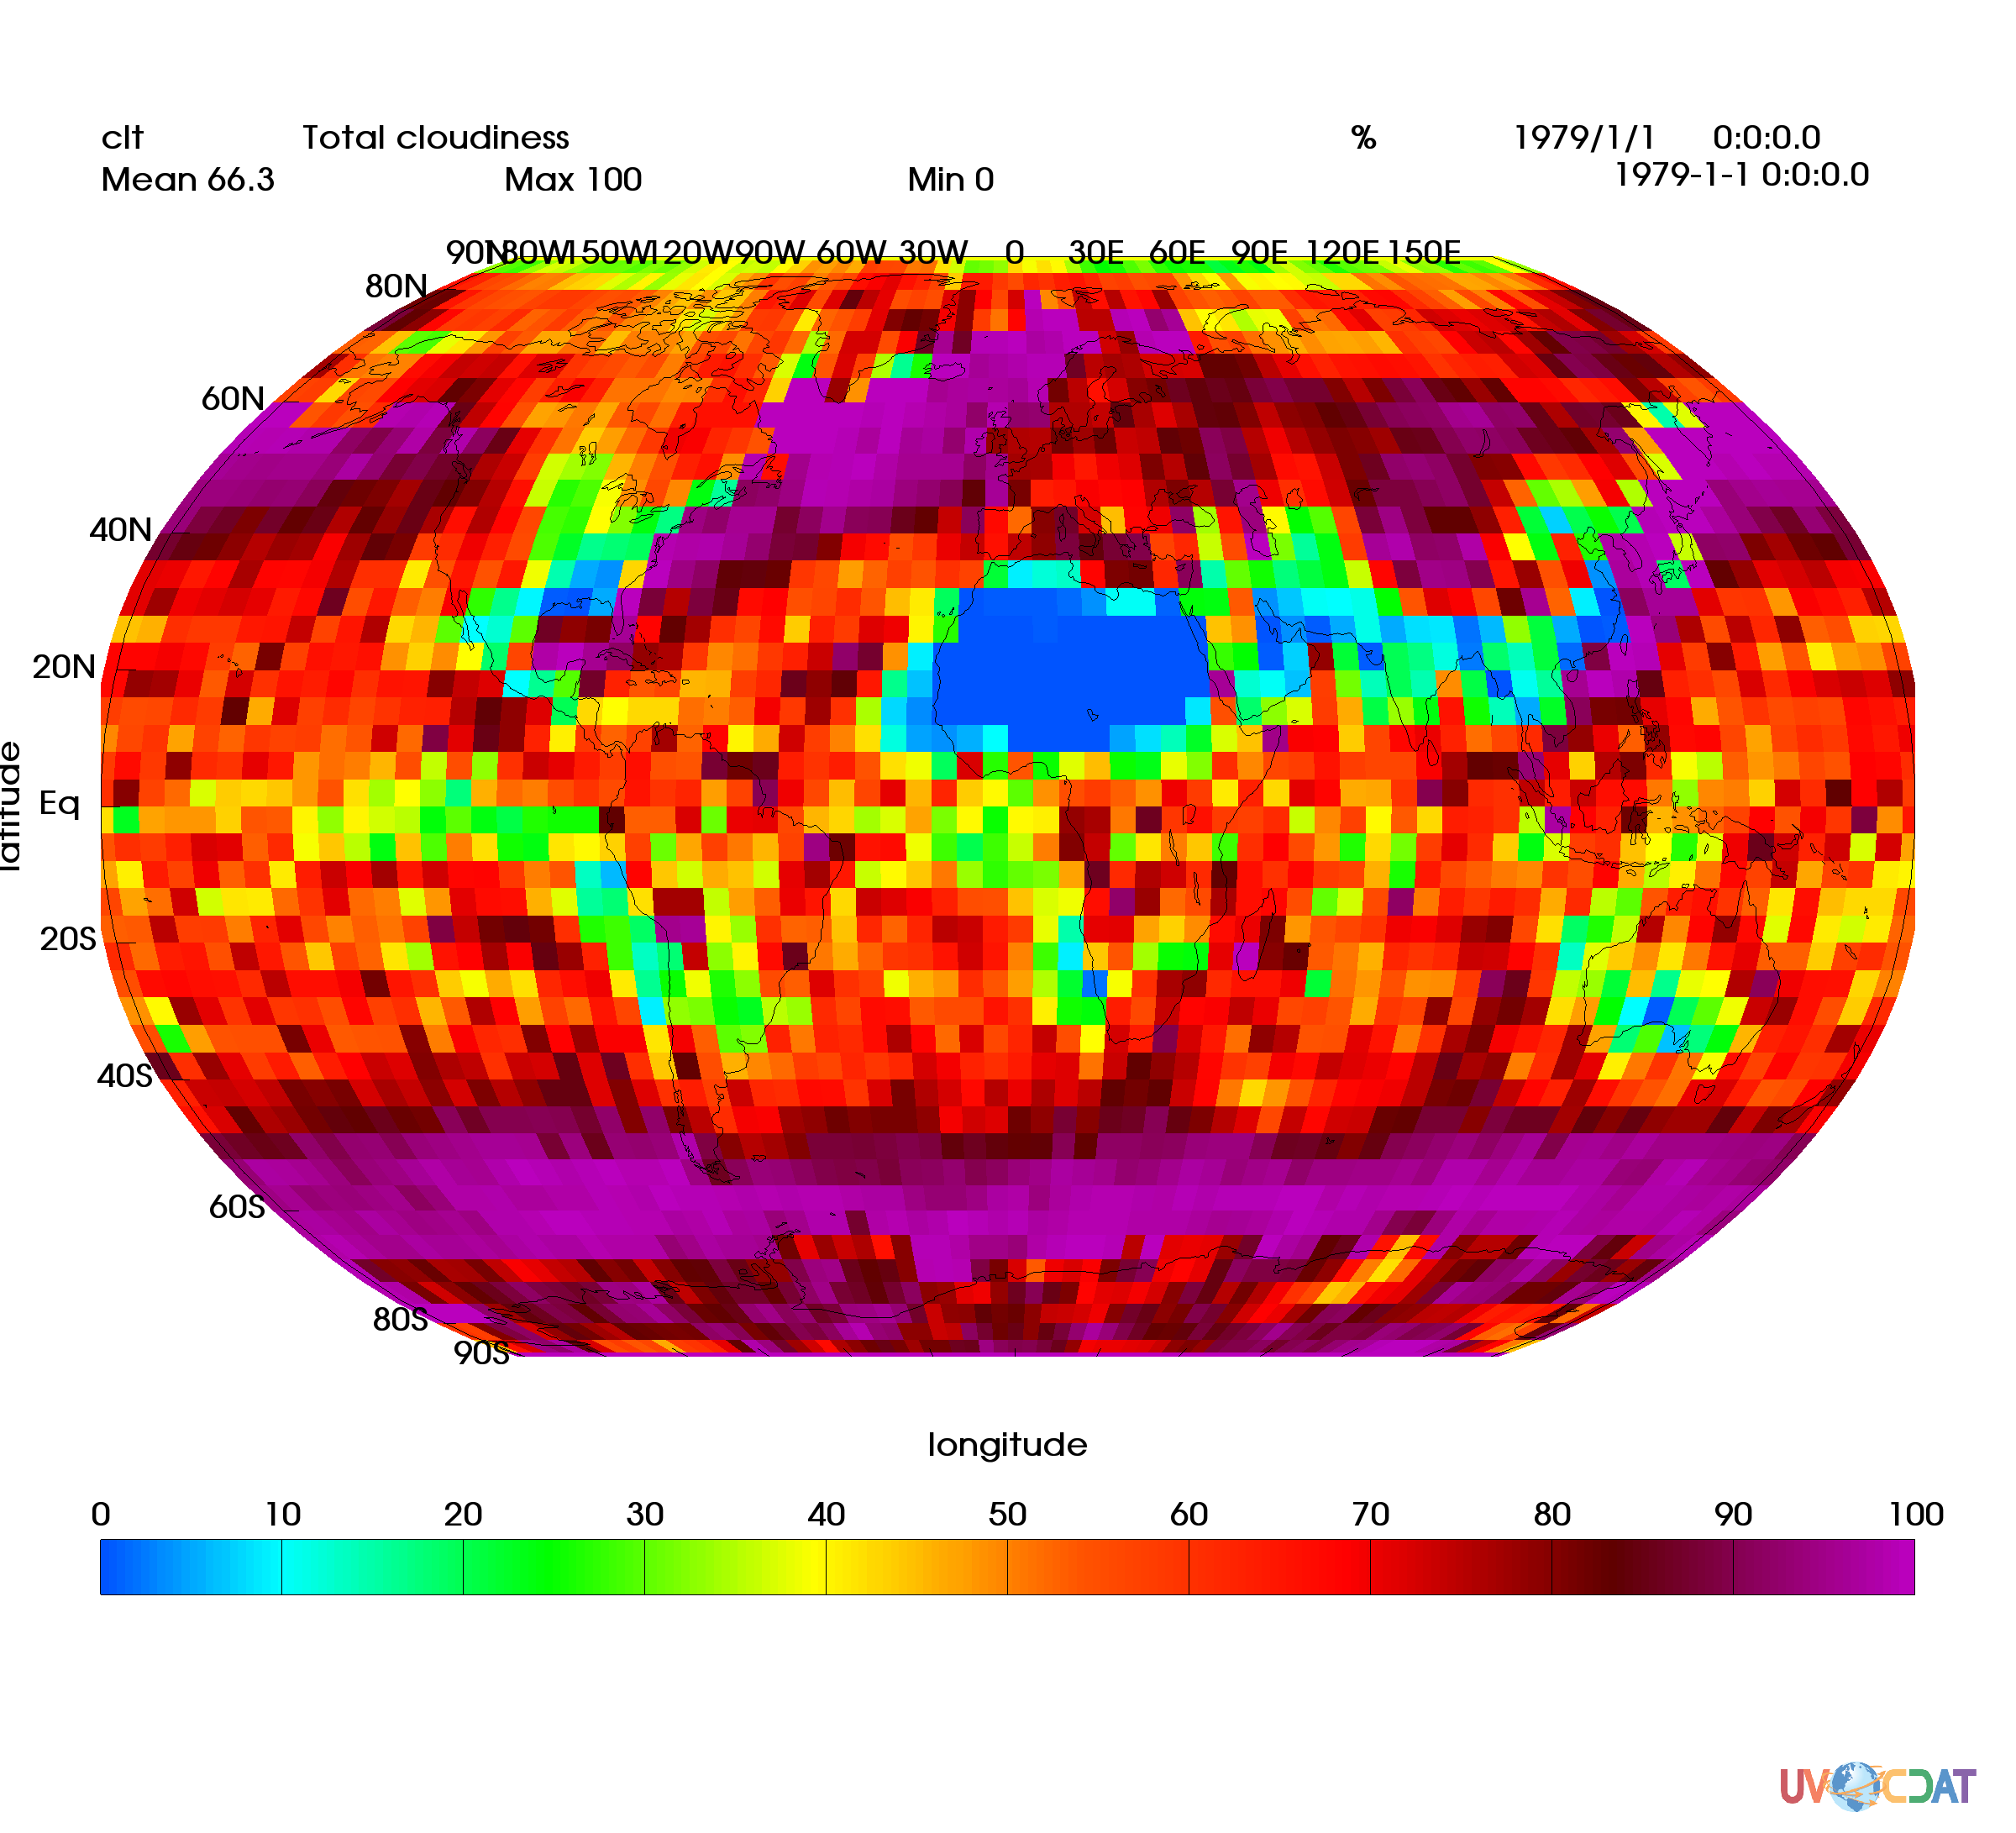 clt Total cloudiness % 1979/1/1 0:0:0.0
Mean 66.3 Max 100 Min 0 1979-1-1 0:0:0.0
90N 180W 150W 120W 90W 60W 30W 0 30E 60E 90E 120E 150E
80N
60N
40N
20N
latitude
Eq
20S
40S
60S
80S
90S
longitude
0 10 20 30 40 50 60 70 80 90 100
UV CDAT